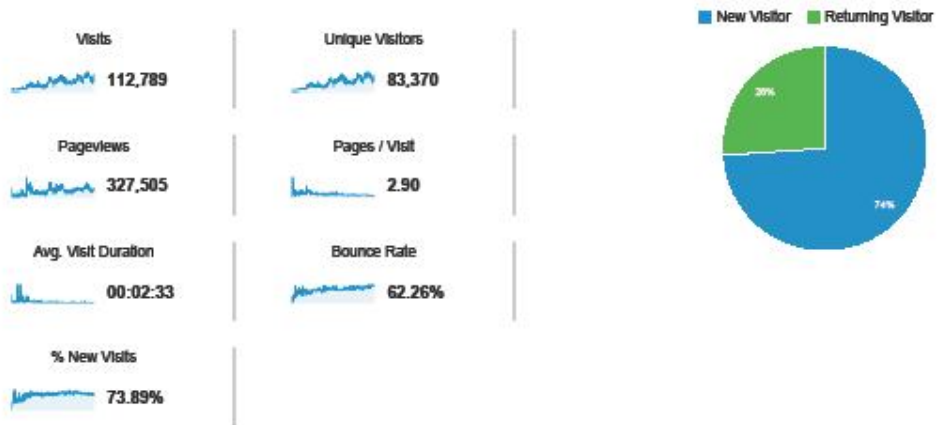 New Visitor Returning Visitor
Visits
112,789
Unique Visitors
83,370
Pageviews
327,505
Pages / Visit
2.90
Avg. Visit Duration
00:02:33
Bounce Rate
62.26%
% New Visits
73.89%
26%
74%